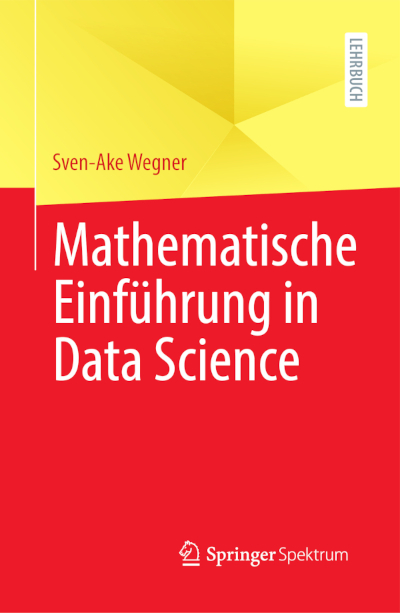 LEHRBUCH
Sven-Ake Wegner
Mathematische
Einführung in
Data Science
Springer Spektrum